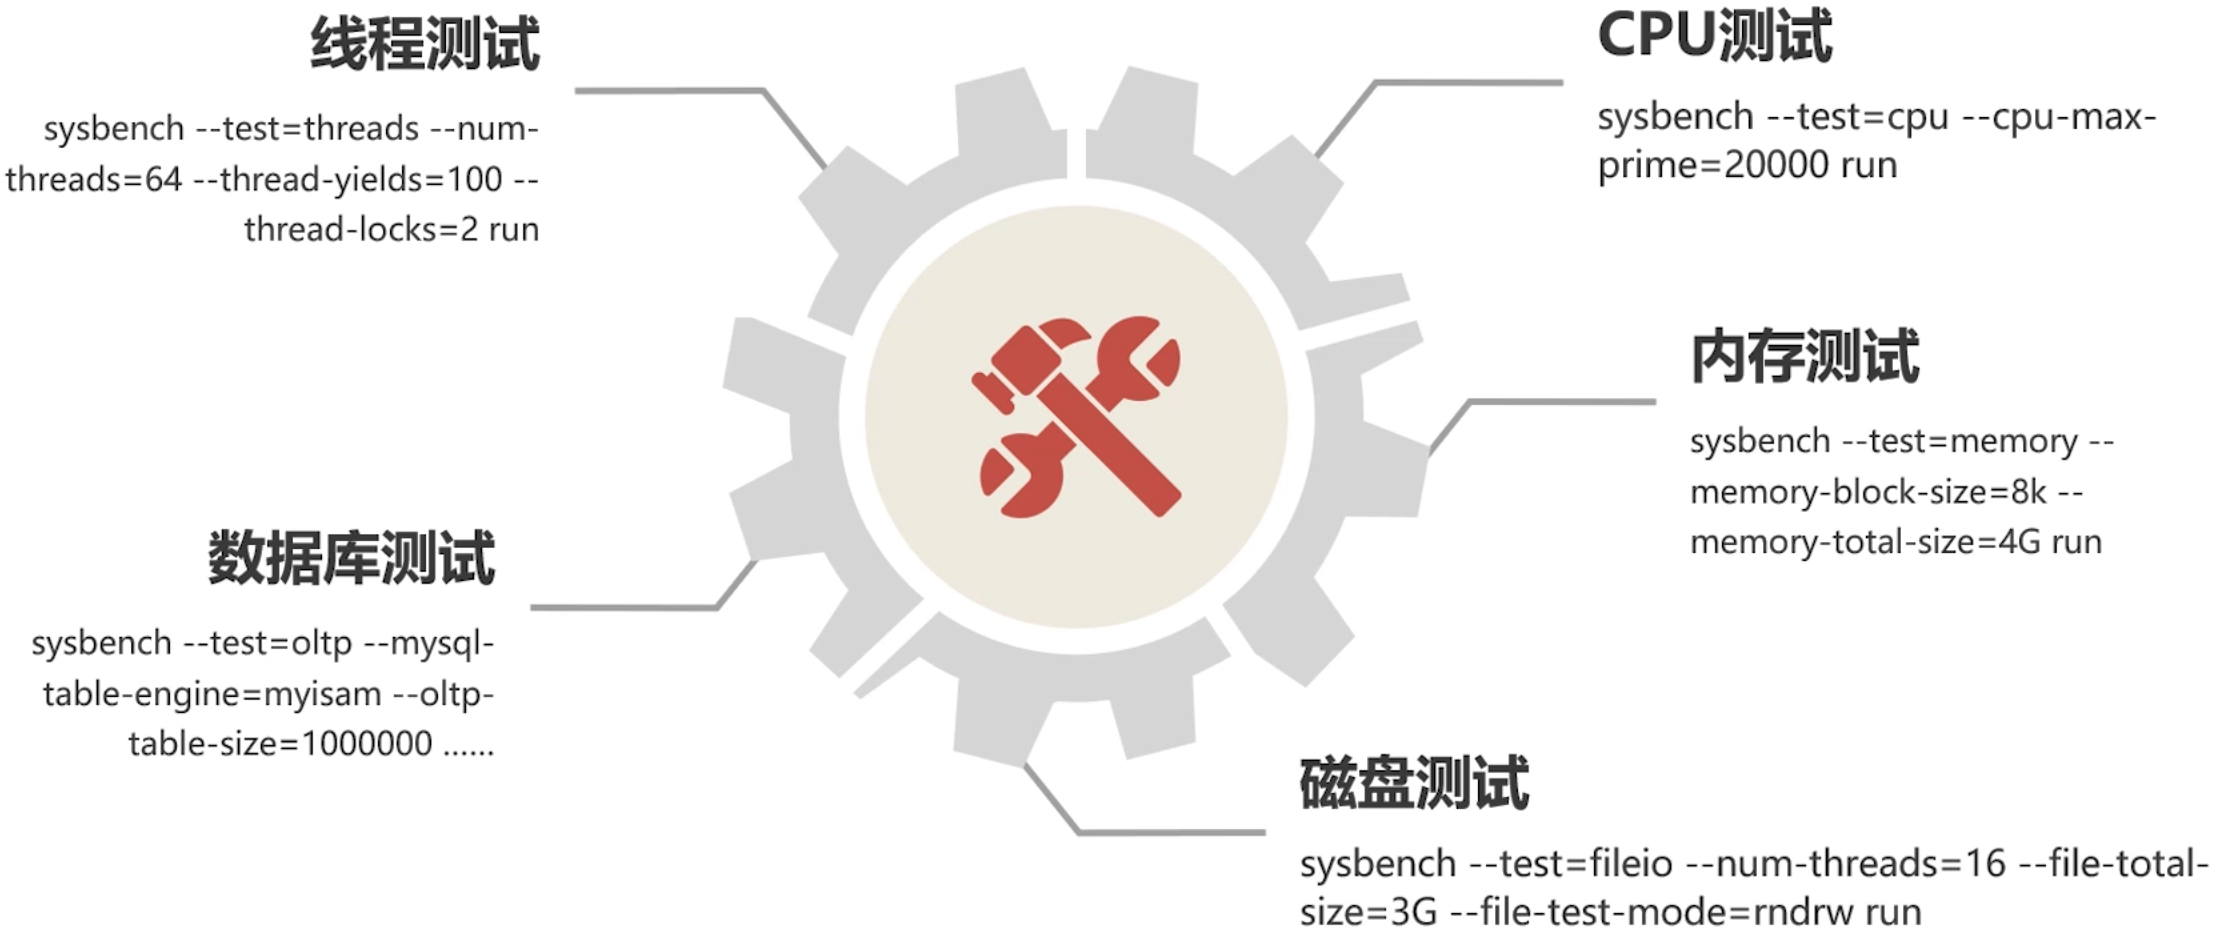 线程测试
sysbench --test=threads --num-
threads=64 --thread-yields=100 --
thread-locks=2 run
CPU测试
sysbench --test=cpu --cpu-max-
prime=20000 run
内存测试
sysbench --test=memory --
memory-block-size=8k --
memory-total-size=4G run
数据库测试
sysbench --test=oltp --mysql-
table-engine=myisam --oltp-
table-size=1000000 ......
磁盘测试
sysbench --test=fileio --num-threads=16 --file-total-
size=3G --file-test-mode=rndrw run